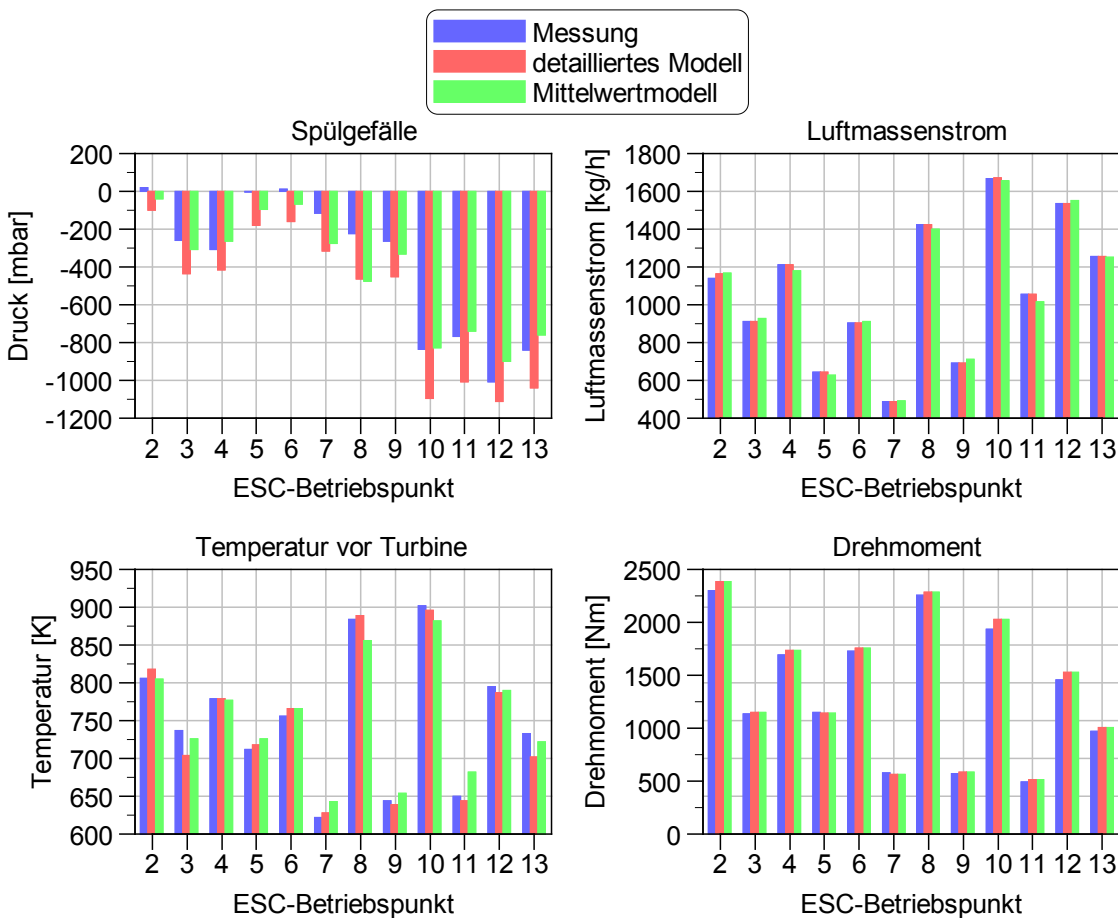 Messung
detailliertes Modell
Mittelwertmodell
Spülgefälle
200
0
-200
-400
-600
-800
-1000
-1200
Druck [mbar]
2 3 4 5 6 7 8 9 10 11 12 13
ESC-Betriebspunkt
Luftmassenstrom
1800
1600
1400
1200
1000
800
600
400
Luftmassenstrom [kg/h]
2 3 4 5 6 7 8 9 10 11 12 13
ESC-Betriebspunkt
Temperatur vor Turbine
950
900
850
800
750
700
650
600
Temperatur [K]
2 3 4 5 6 7 8 9 10 11 12 13
ESC-Betriebspunkt
Drehmoment
2500
2000
1500
1000
500
0
Drehmoment [Nm]
2 3 4 5 6 7 8 9 10 11 12 13
ESC-Betriebspunkt